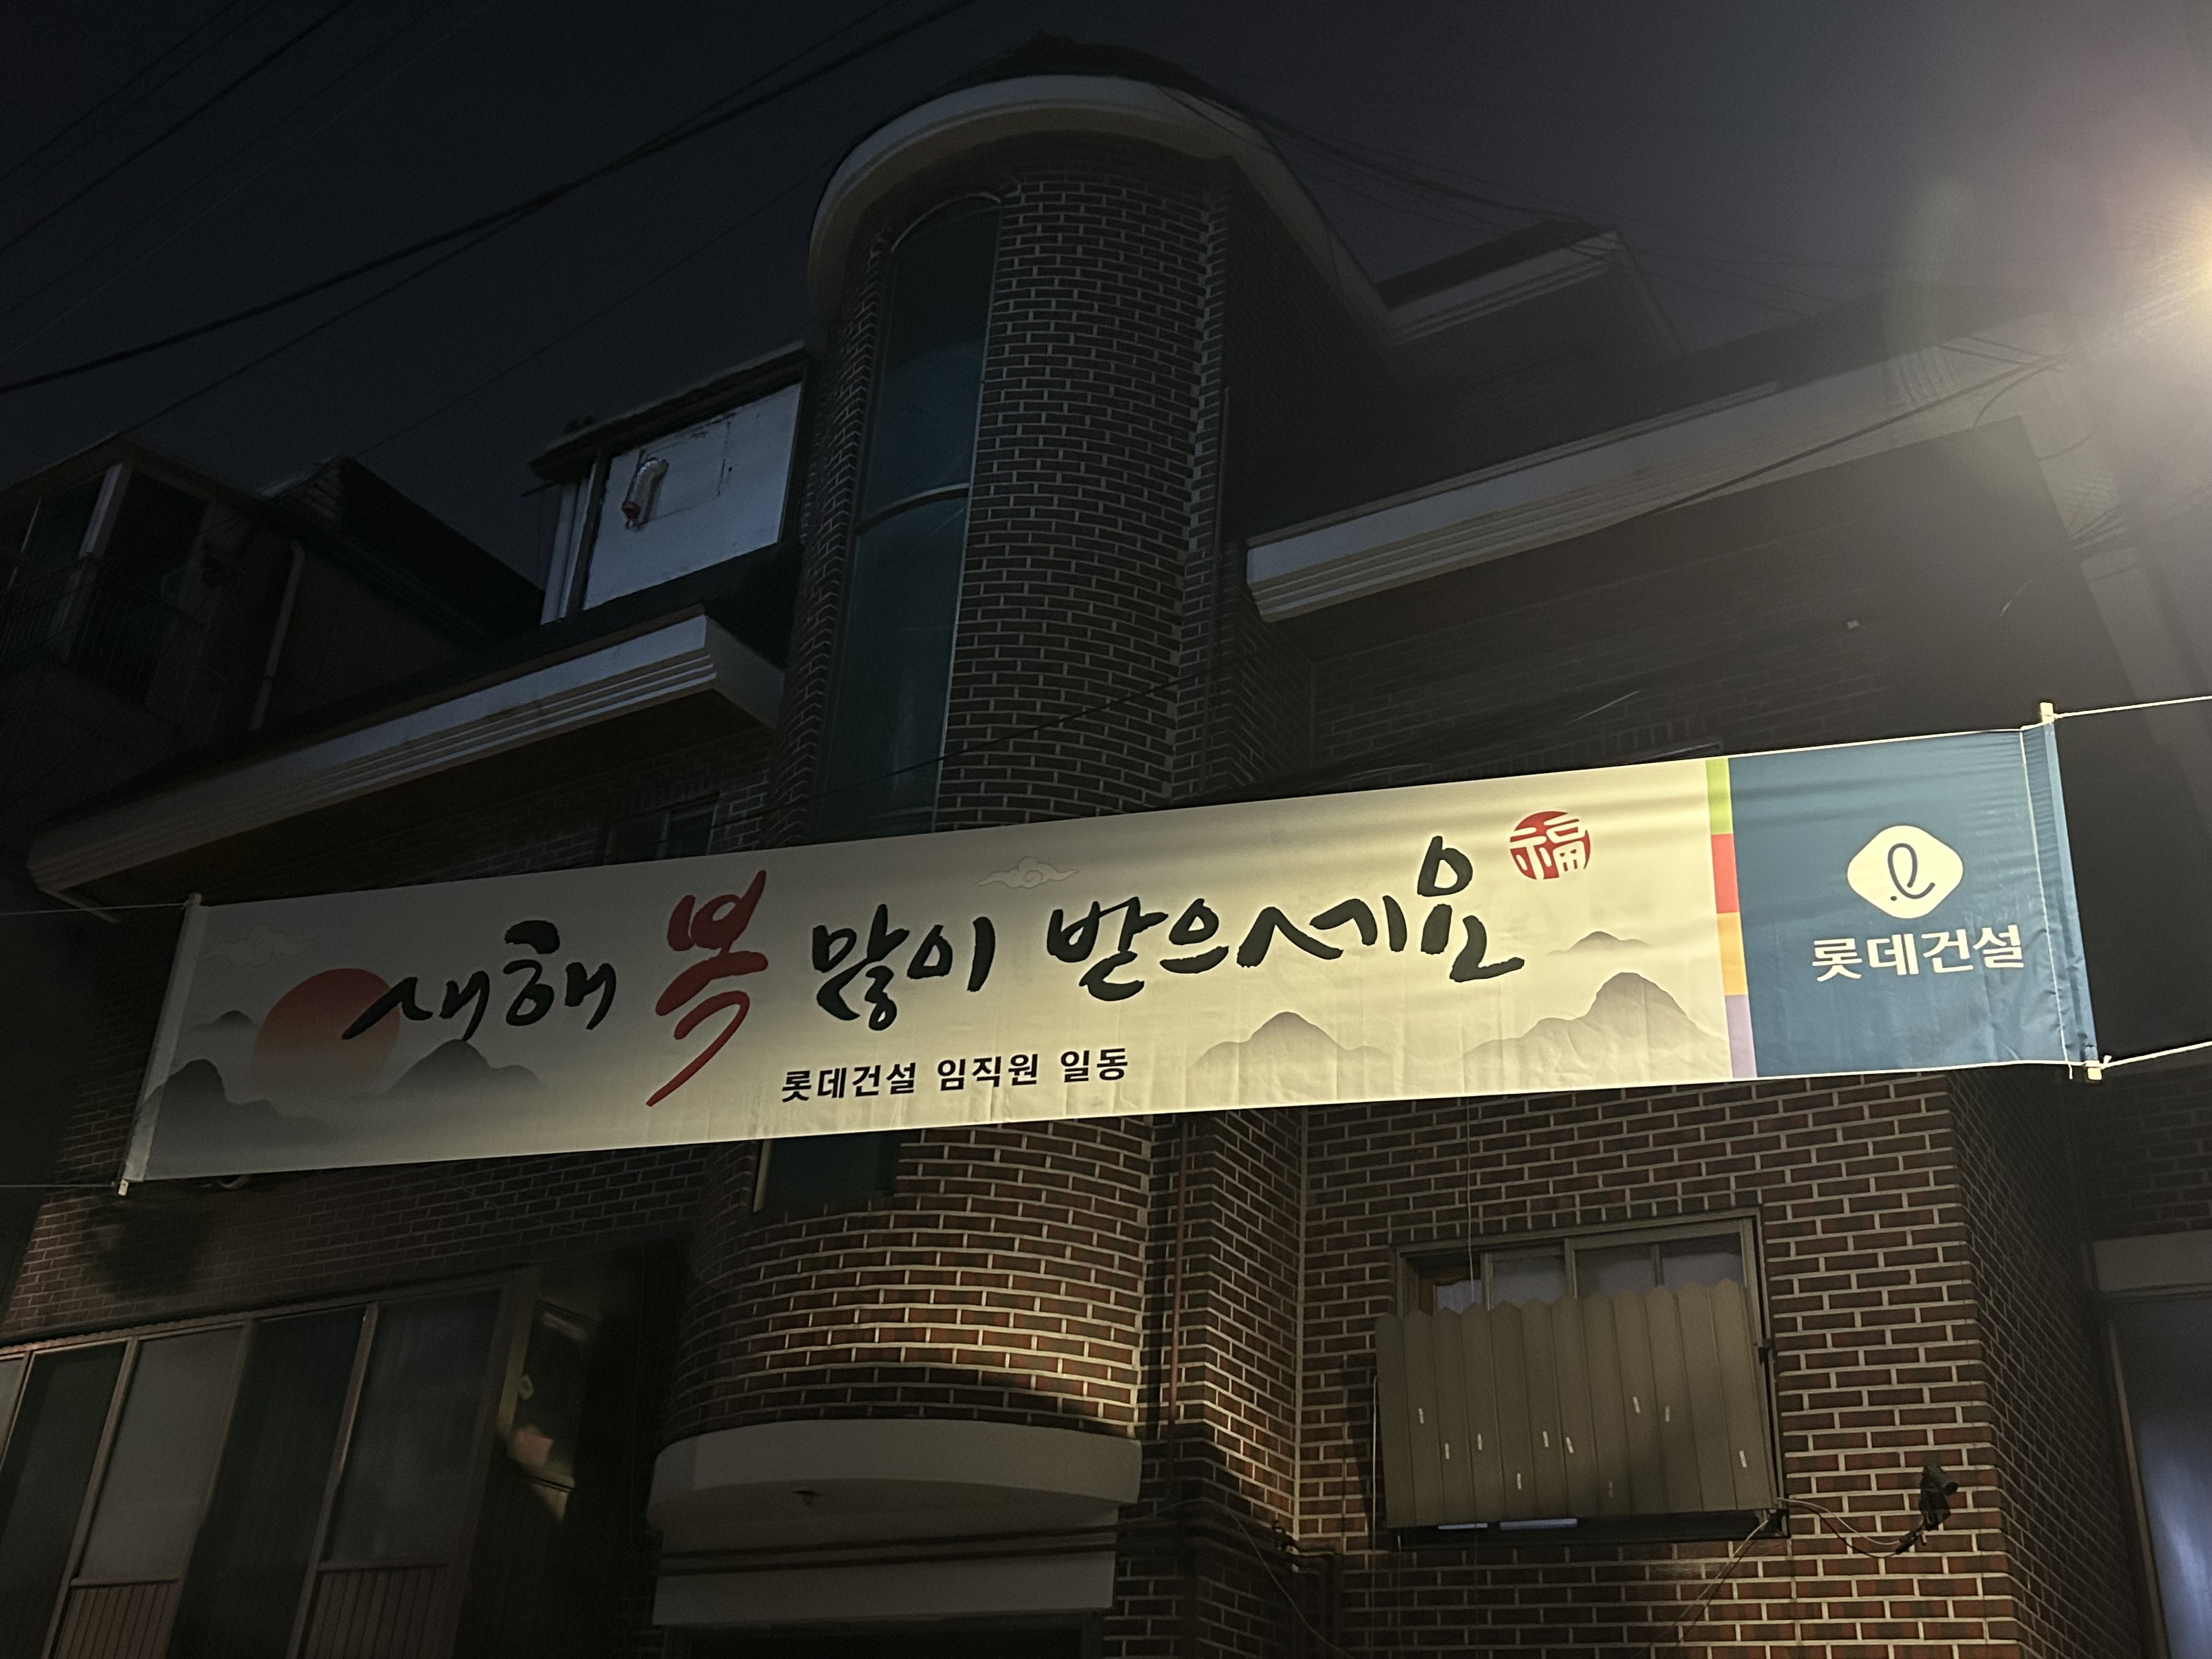 새해 복 많이 받으세요
福
롯데건설 임직원 일동
롯데건설